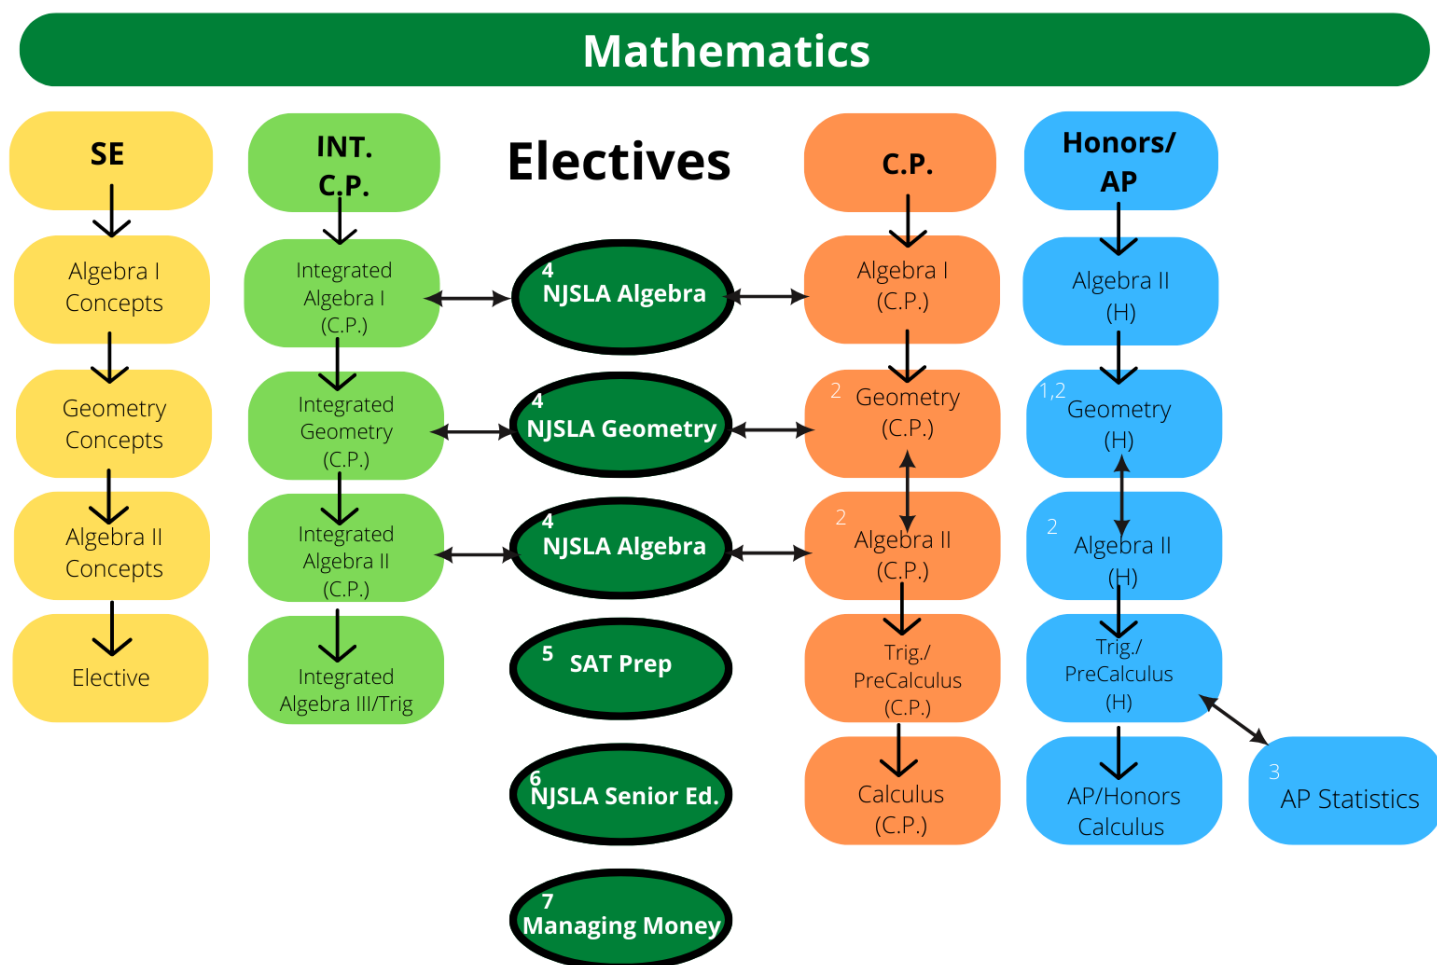 Mathematics
SE
Algebra I
Concepts
Geometry
Concepts
Algebra II
Concepts
Elective
INT.
C.P.
Integrated
Algebra I
(C.P.)
Integrated
Geometry
(C.P.)
Integrated
Algebra II
(C.P.)
Integrated
Algebra III/Trig
Electives
4
NJSLA Algebra
4
NJSLA Geometry
4
NJSLA Algebra
5 SAT Prep
6
NJSLA Senior Ed.
7
Managing Money
C.P.
Algebra I
(C.P.)
2 Geometry
(C.P.)
2
Algebra II
(C.P.)
Trig./
PreCalculus
(C.P.)
Calculus
(C.P.)
Honors/
AP
Algebra II
(H)
1,2
Geometry
(H)
2
Algebra II
(H)
Trig./
PreCalculus
(H)
AP/Honors
Calculus
3
AP Statistics